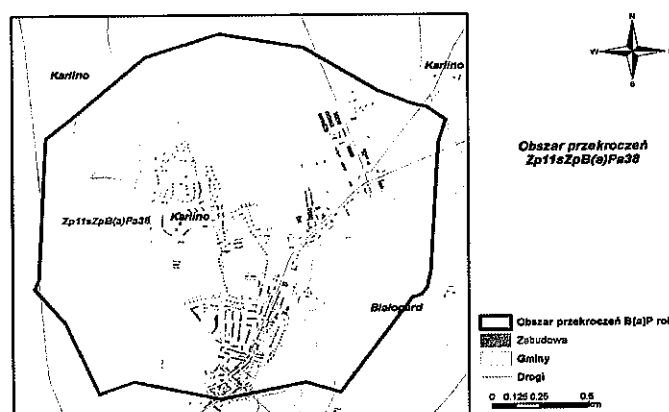 N
W
S
Karlino
Karlino
Obszar przekroczeń
Zp11sZpB(a)Pa38
Zp11sZpB(a)Pa38
Karlino
Białogard
Obszar przekroczeń B(a)P rok
Zabudowa
Gminy
Drogi
0 0.125 0.25 0.5
km